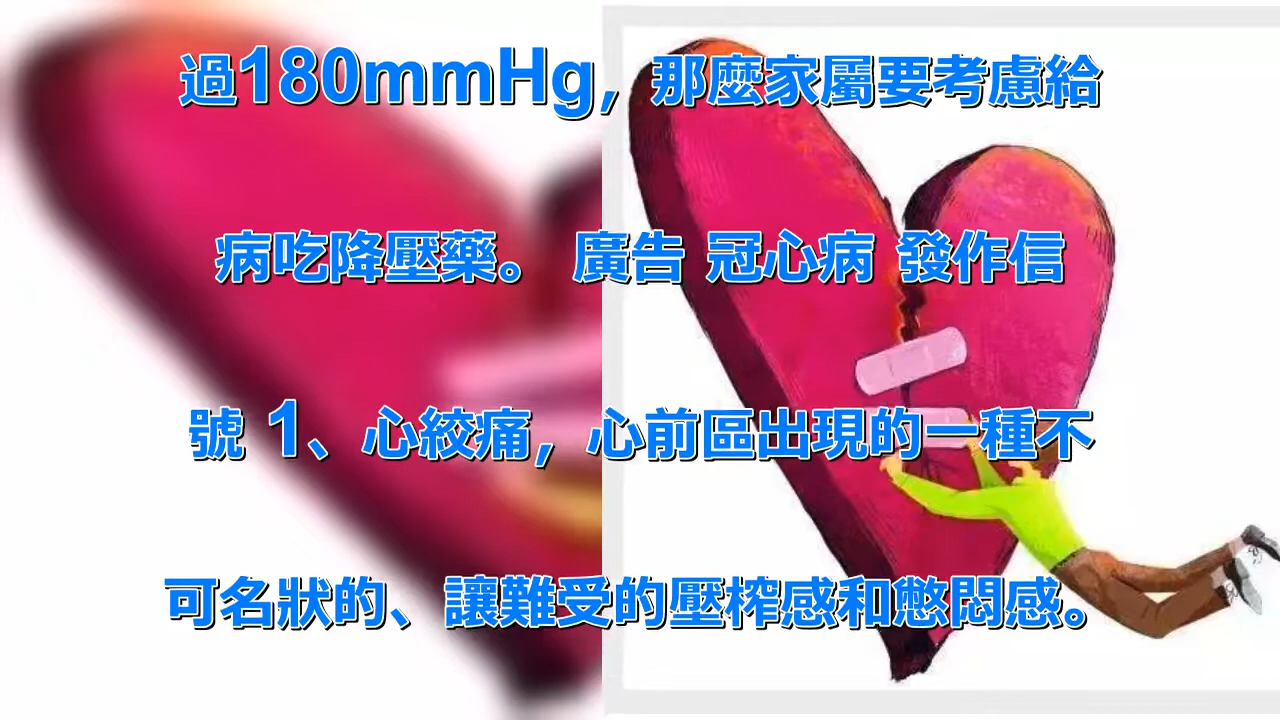 過180mmHg，那麼家屬要考慮給
病吃降壓藥。 廣告 冠心病 發作信
號 1、心絞痛，心前區出現的一種不
可名狀的、讓難受的壓榨感和憋悶感。